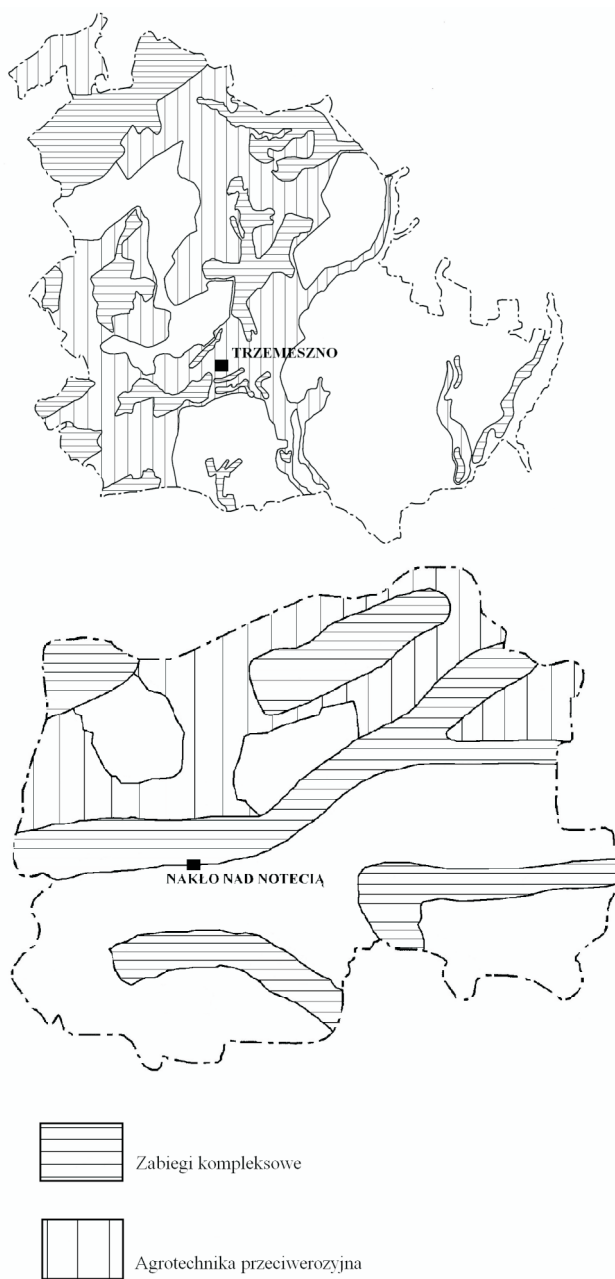 TRZEMESZNO
NAKŁO NAD NOTECIĄ
Zabiegi kompleksowe
Agrotechnika przeciwerozyjna